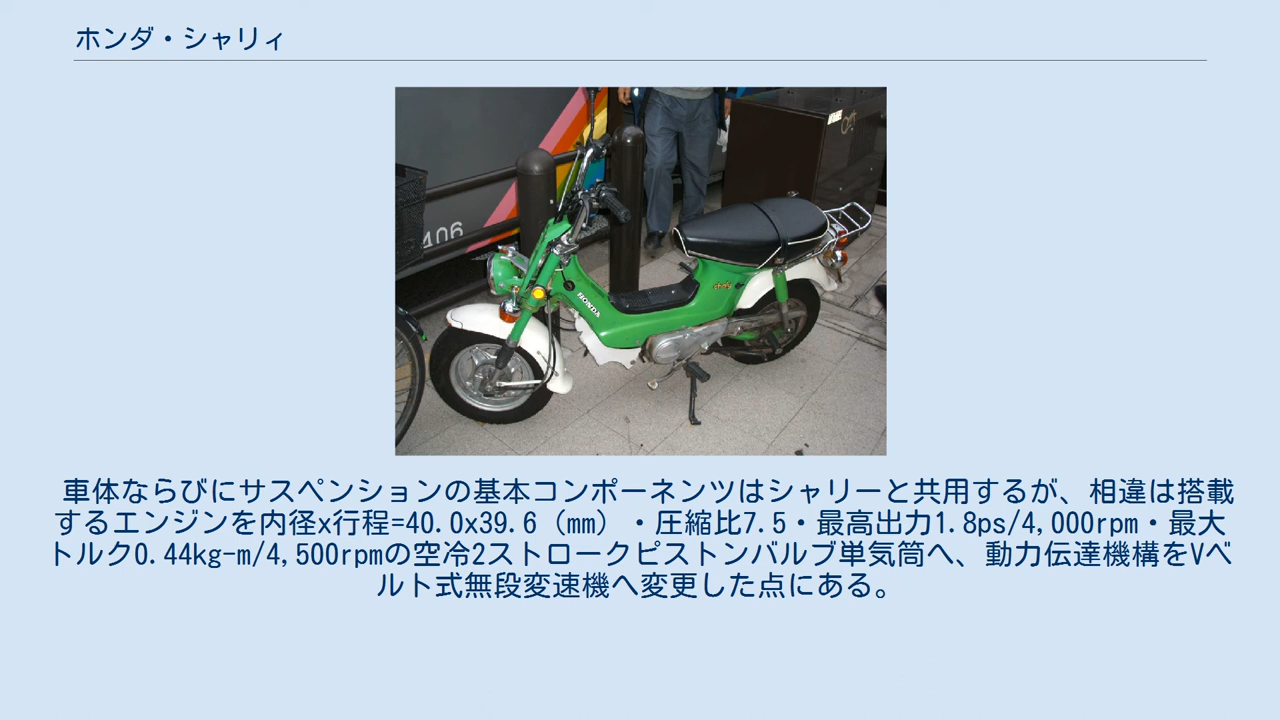 ホンダ・シャリィ
406
HONDA
車体ならびにサスペンションの基本コンポーネンツはシャリーと共用するが、相違は搭載
するエンジンを内径x行程=40.0x39.6（mm）・圧縮比7.5・最高出力1.8ps/4,000rpm・最大
トルク0.44kg-m/4,500rpmの空冷2ストロークピストンバルブ単気筒へ、動力伝達機構をVベ
ルト式無段変速機へ変更した点にある。